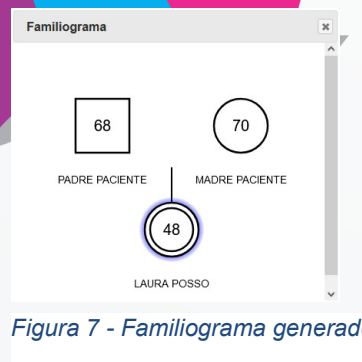 Familiograma
68 70
PADRE PACIENTE MADRE PACIENTE
48
LAURA POSSO
Figura 7 - Familiograma generad